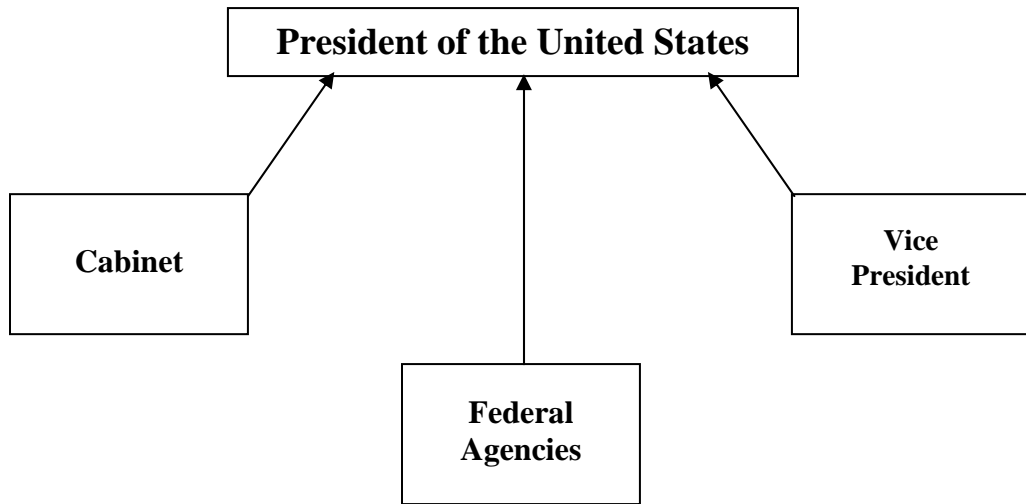 President of the United States
Cabinet
Vice
President
Federal
Agencies